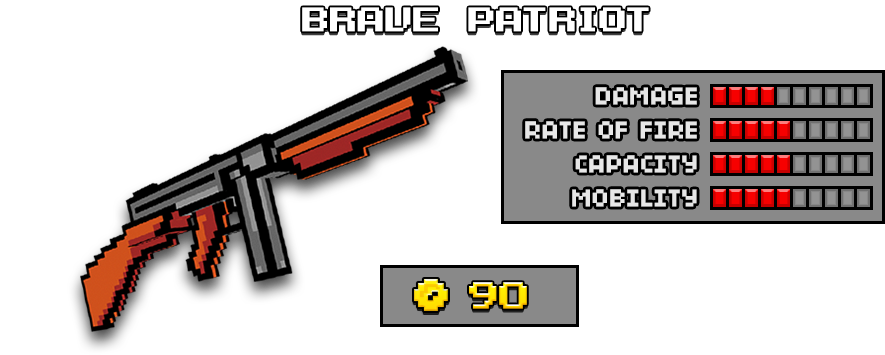 BRAVE PATRIOT
DAMAGE
RATE OF FIRE
CAPACITY
MOBILITY
90